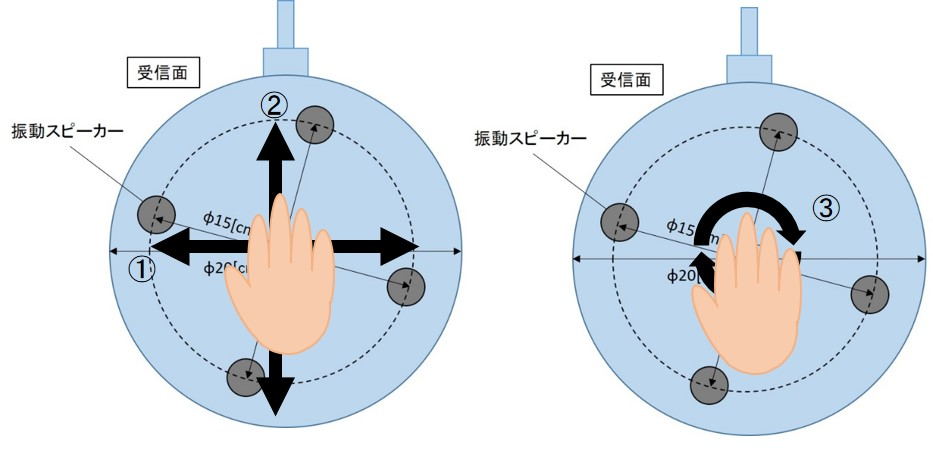 受信面
②
振動スピーカー
φ15[cm
①
φ20[c
受信面
振動スピーカー
③
φ15[
φ20[